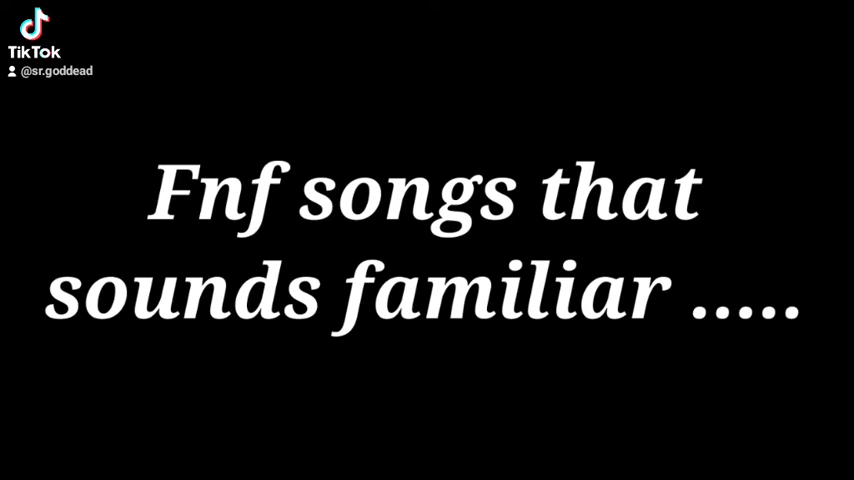 TikTok
@sr.goddead
Fnf songs that
sounds familiar .....